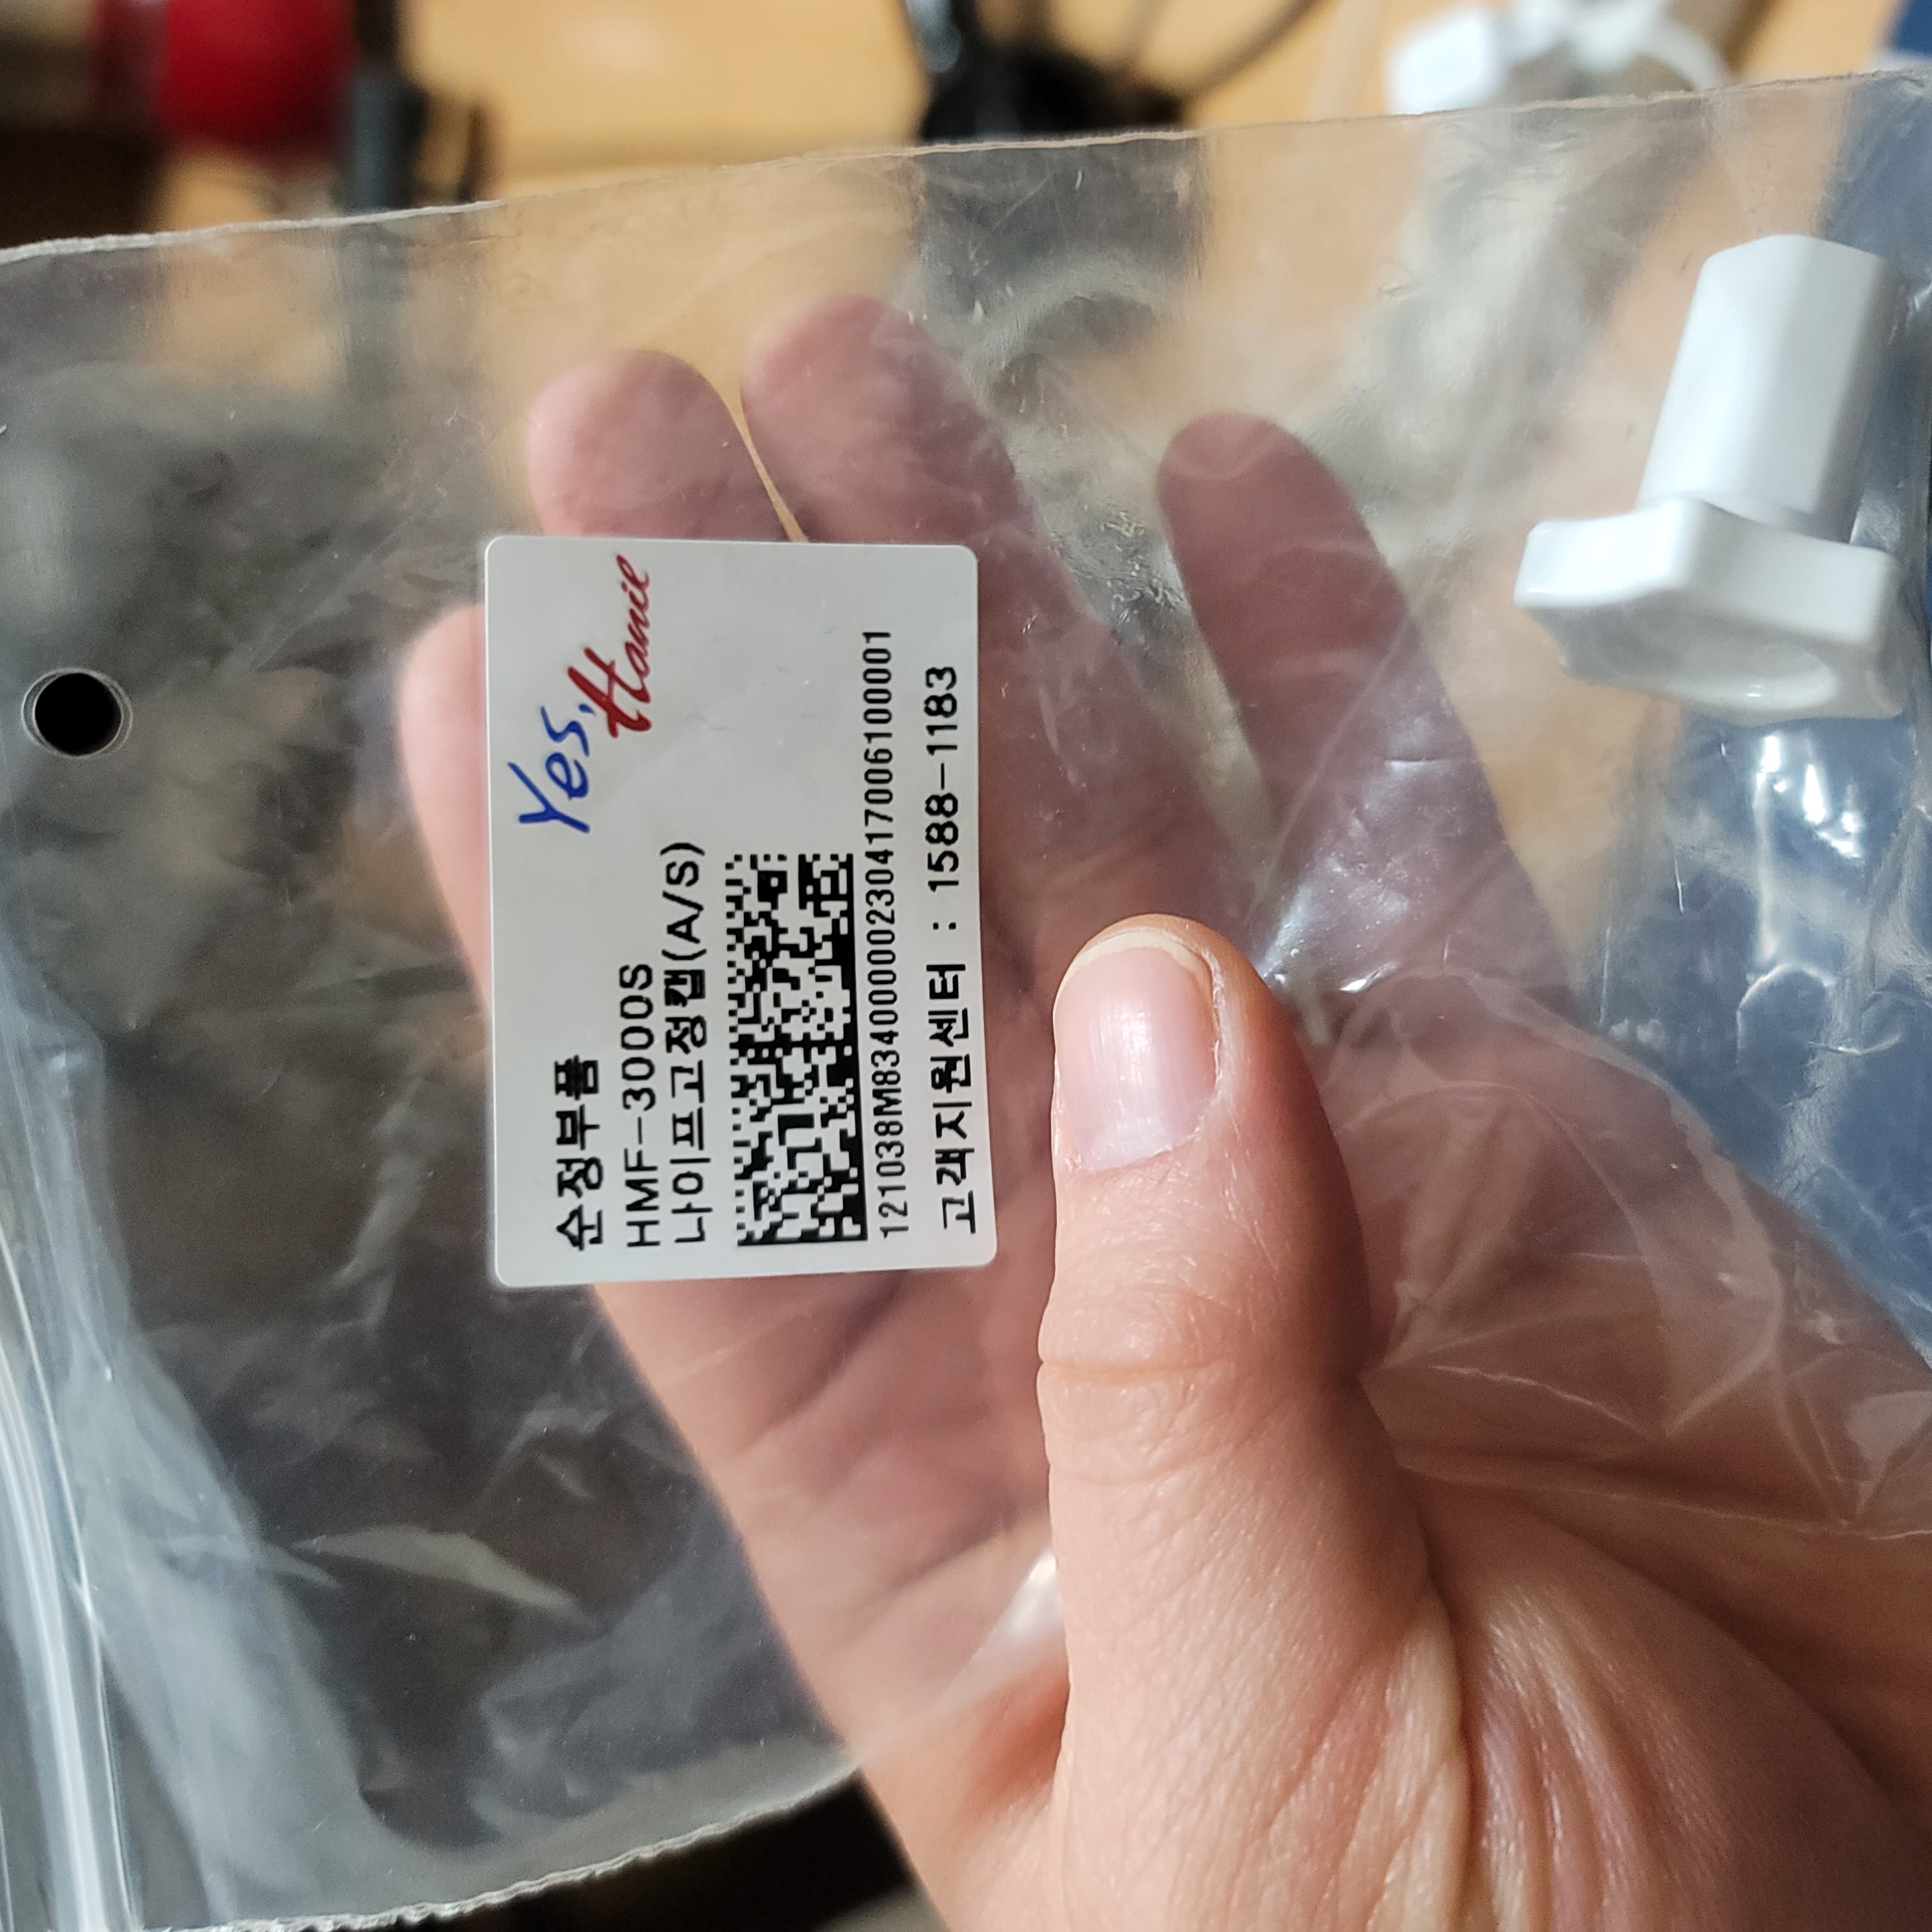 Yes, Hanil
순정부품
HMF-3000S
나이프고정캡(A/S)
121038M83400000230417006100001
고객지원센터 : 1588-1183